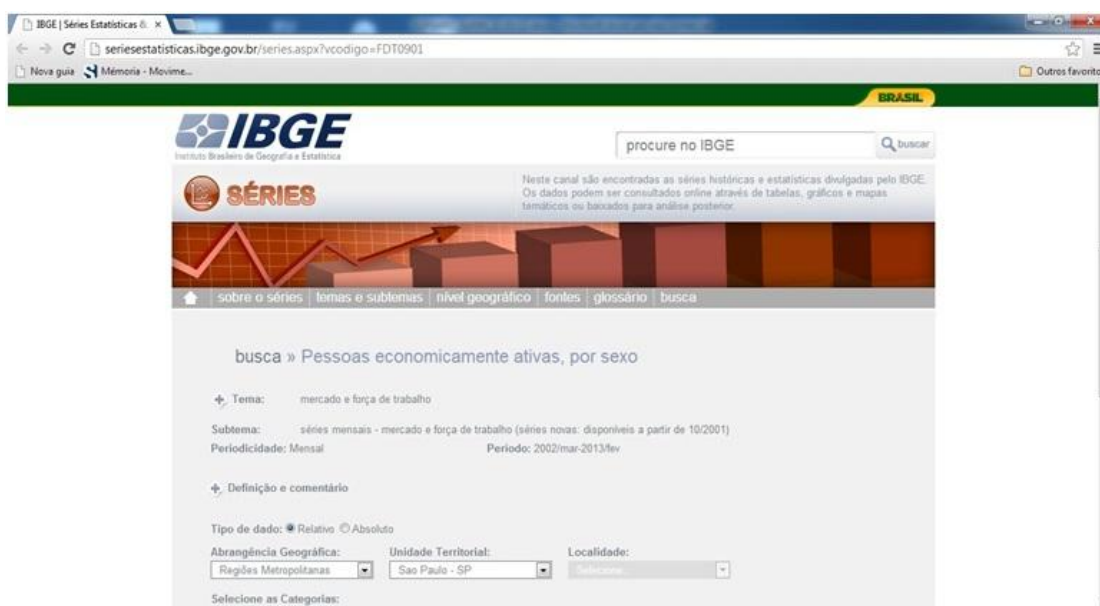 IBGE | Séries Estatísticas &
seriesestatisticas.ibge.gov.br/series.aspx?vcodigo=FDT0901
Nova guia Mémoria - Movime... Outros favorito
BRASIL
IBGE
Instituto Brasileiro de Geografia e Estatística
procure no IBGE buscar
SÉRIES
Neste canal são encontradas as séries históricas e estatísticas divulgadas pelo IBGE.
Os dados podem ser consultados online através de tabelas, gráficos e mapas
temáticos ou baixados para análise posterior.
sobre o séries temas e subtemas nível geográfico fontes glossário busca
busca » Pessoas economicamente ativas, por sexo
Tema: mercado e força de trabalho
Subtema: séries mensais - mercado e força de trabalho (séries novas: disponíveis a partir de 10/2001)
Periodicidade: Mensal Período: 2002/mar-2013/fev
Definição e comentário
Tipo de dado: Relativo Absoluto
Abrangência Geográfica: Unidade Territorial: Localidade:
Regiões Metropolitanas Sao Paulo - SP Selecione
Selecione as Categorias: